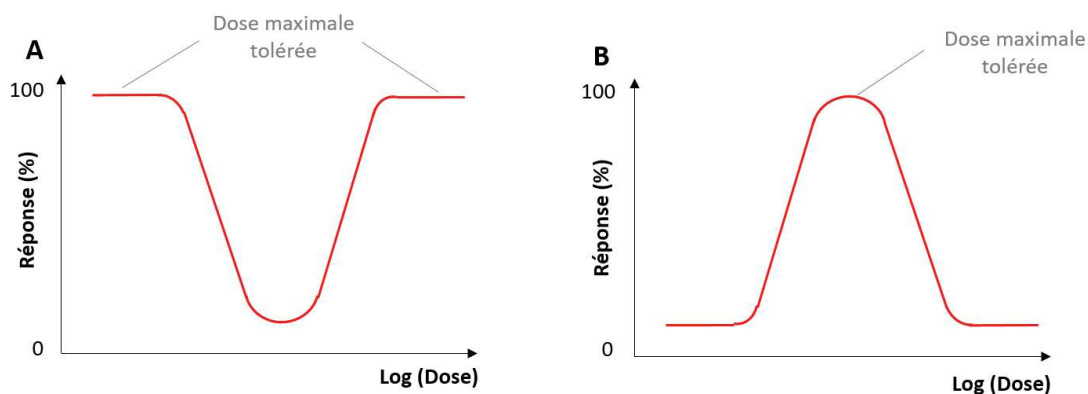 Dose maximale
tolérée
A
100
Réponse (%)
0
Log (Dose)
Dose maximale
tolérée
B
100
Réponse (%)
0
Log (Dose)